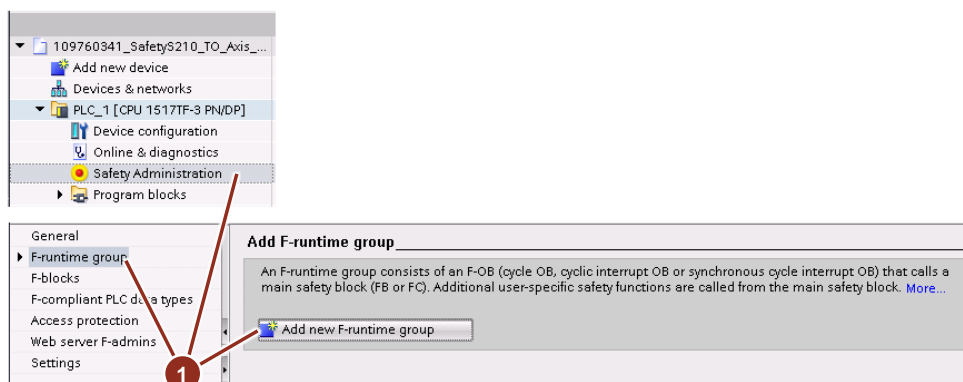 109760341_SafetyS210_TO_Axis_...
Add new device
Devices & networks
PLC_1 [CPU 1517TF-3 PN/DP]
Device configuration
Online & diagnostics
Safety Administration
Program blocks
General
F-runtime group
F-blocks
F-compliant PLC data types
Access protection
Web server F-admins
Settings
Add F-runtime group
An F-runtime group consists of an F-OB (cycle OB, cyclic interrupt OB or synchronous cycle interrupt OB) that calls a
main safety block (FB or FC). Additional user-specific safety functions are called from the main safety block. More...
Add new F-runtime group
1